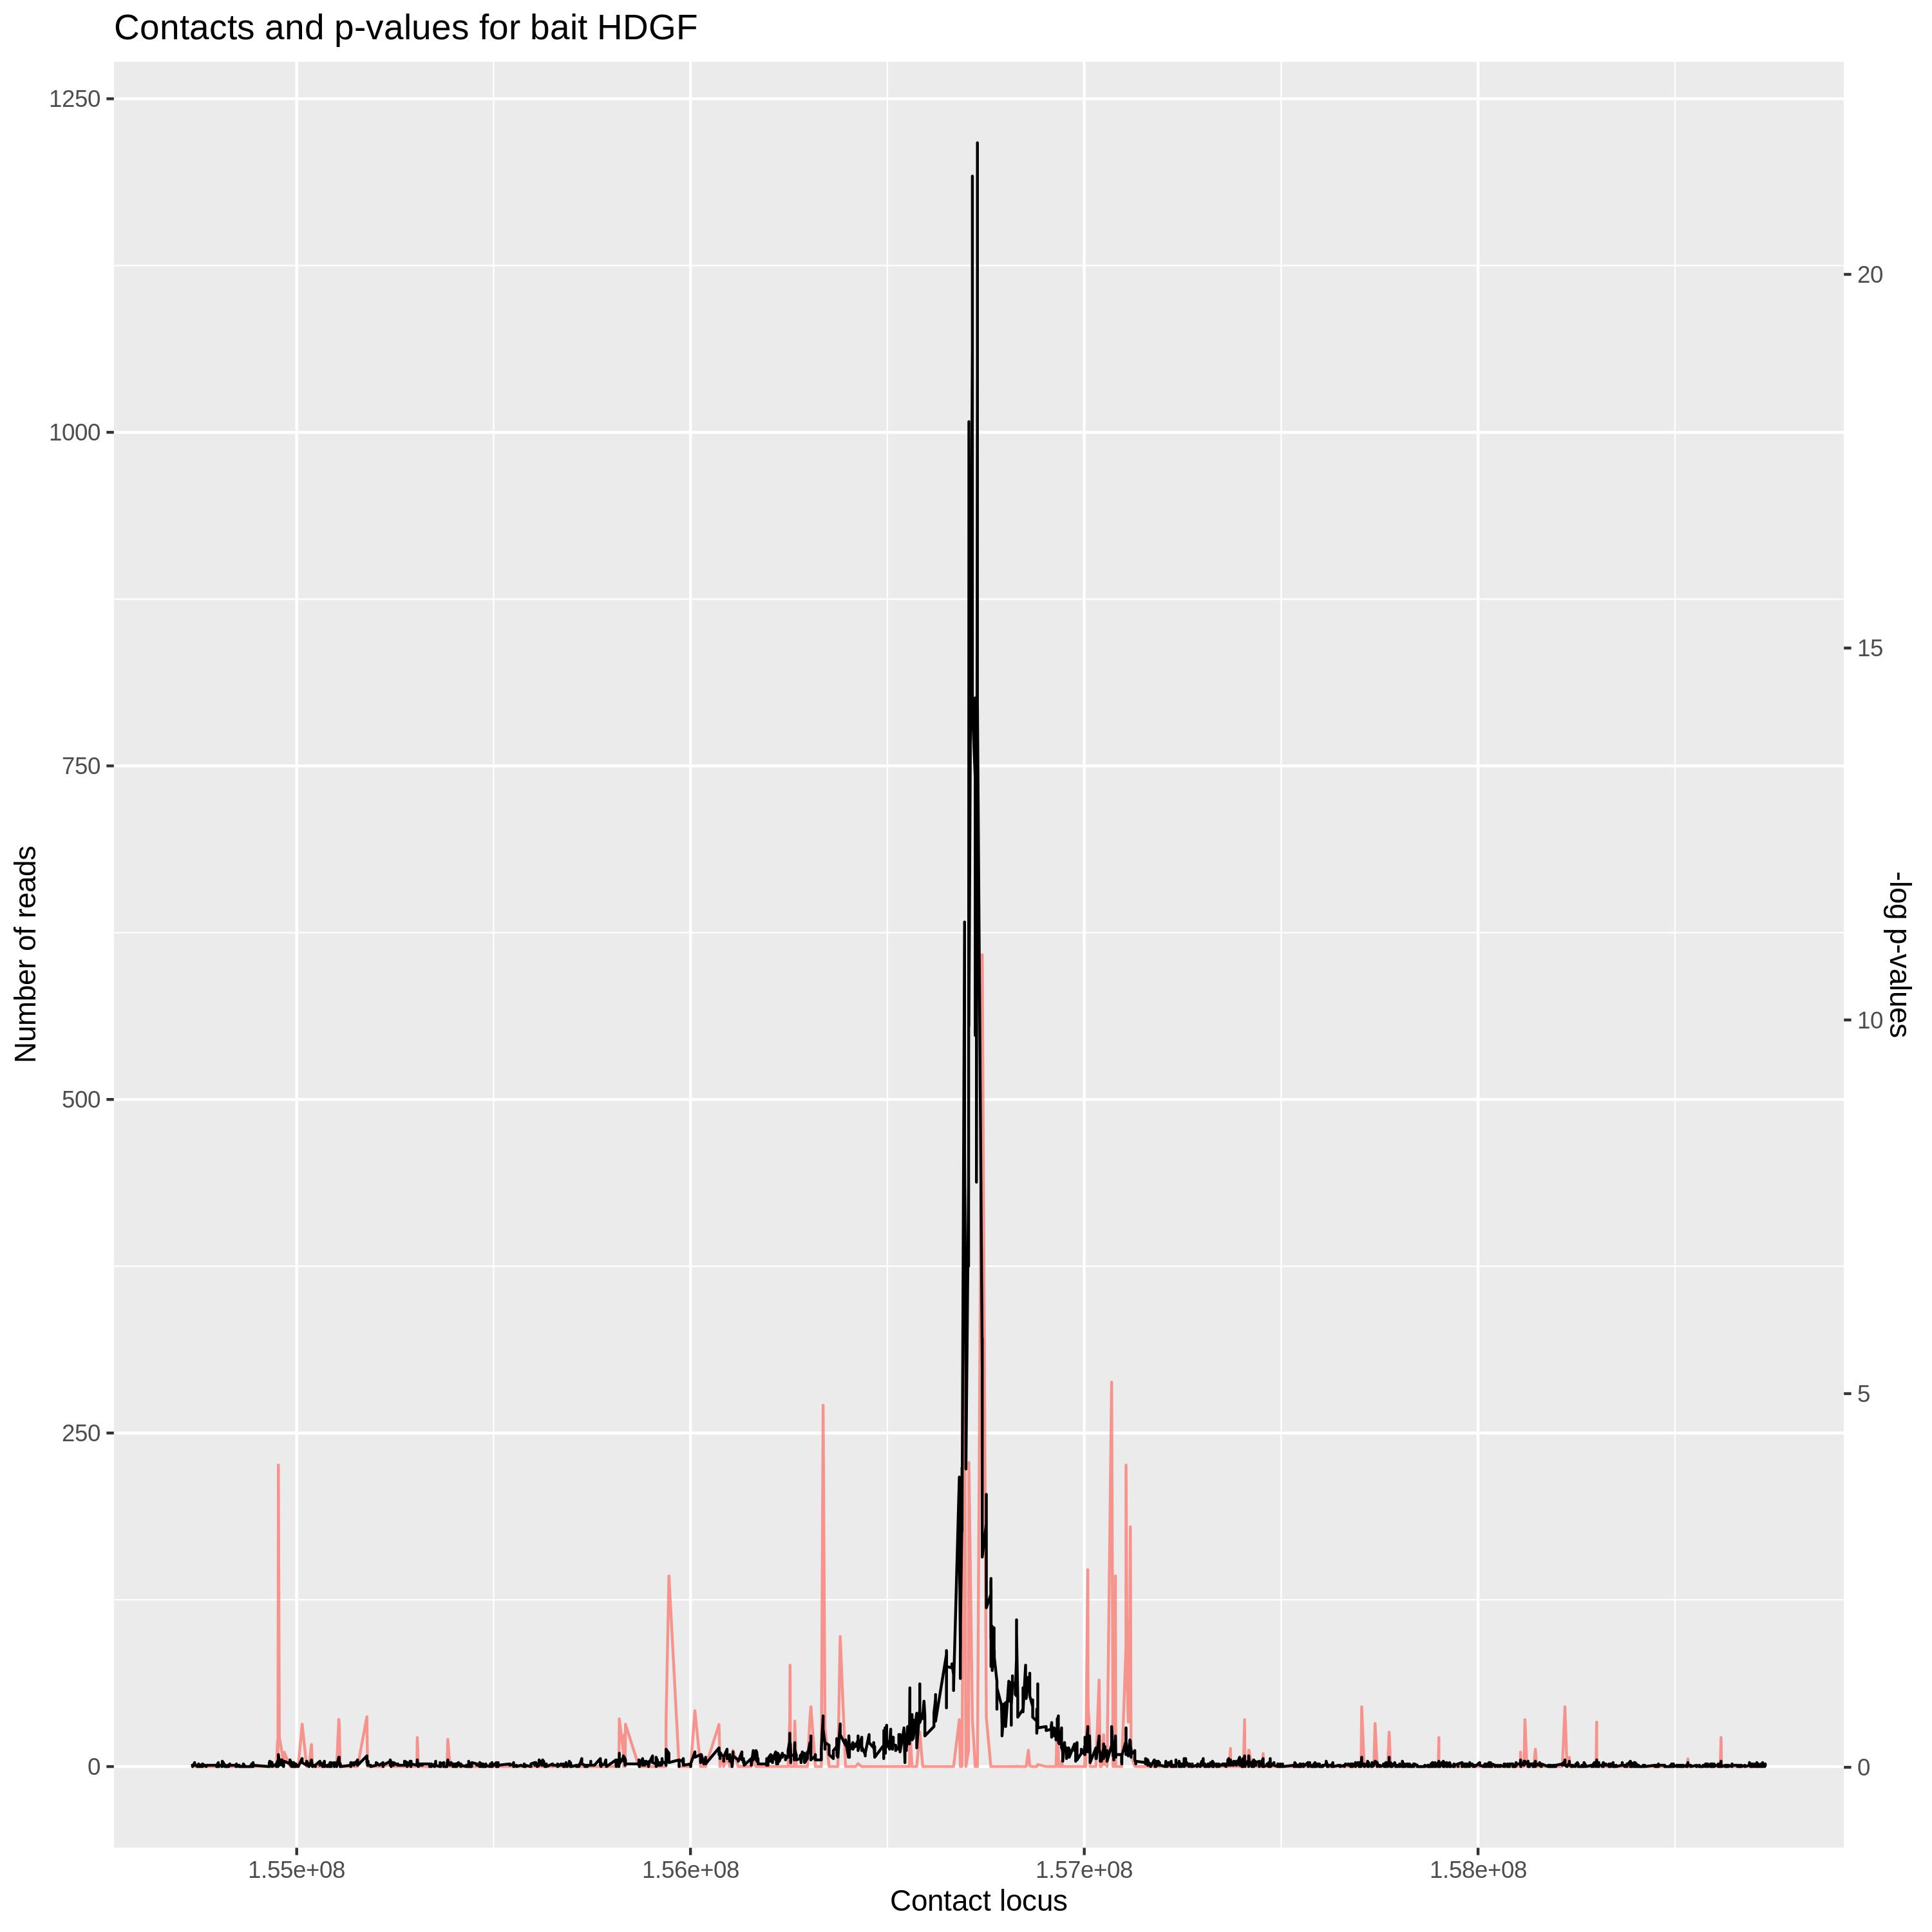 Contacts and p-values for bait HDGF
1250
1000
750
500
250
0
Number of reads
20
15
10
5
0
-log p-values
1.55e+08
1.56e+08
1.57e+08
1.58e+08
Contact locus